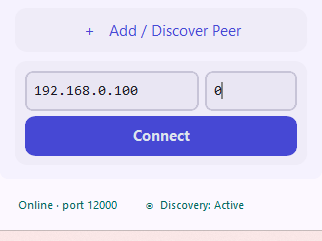 + Add / Discover Peer
192.168.0.100 0
Connect
Online · port 12000 ⦿ Discovery: Active